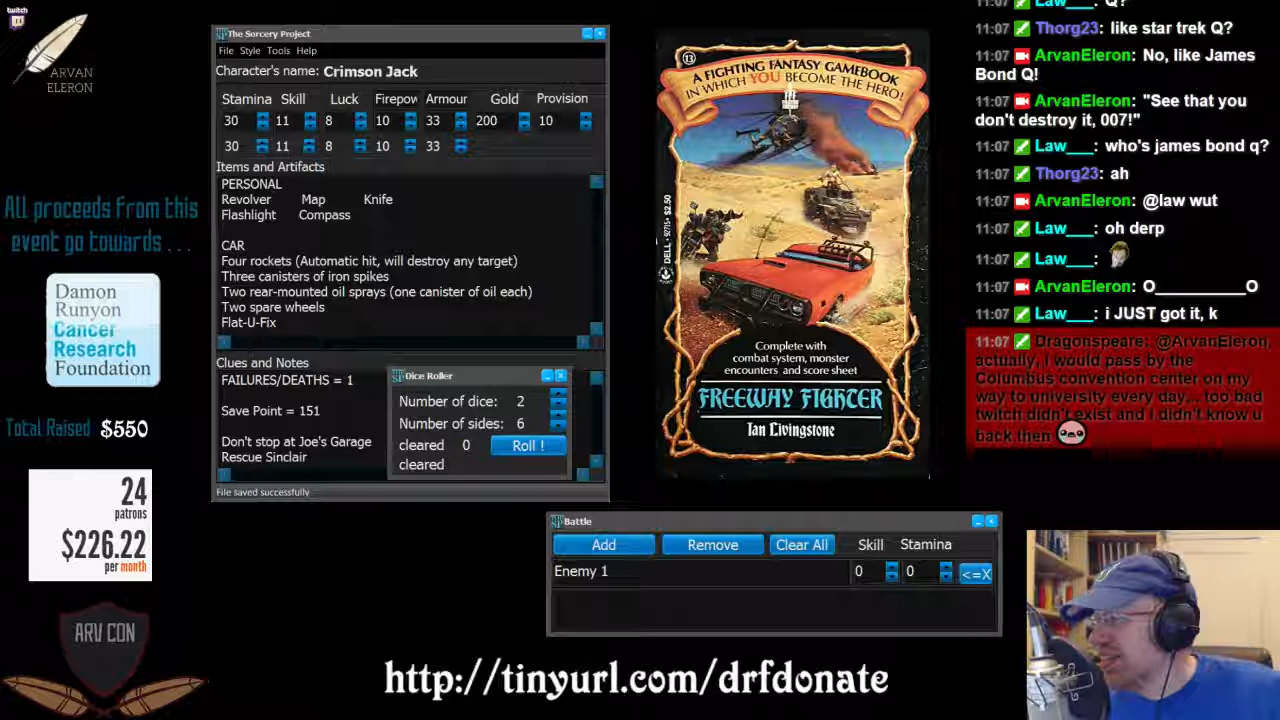 twitch
ARVAN
ELERON
All proceeds from this
event go towards . . .
Damon
Runyon
Cancer
Research
Foundation
Total Raised $550
24
patrons
$226.22
per month
ARV CON
The Sorcery Project
File Style Tools Help
Character's name: Crimson Jack
Stamina Skill Luck Firepow Armour Gold Provision
30 11 8 10 33 200 10
30 11 8 10 33
Items and Artifacts
PERSONAL
Revolver Map Knife
Flashlight Compass
CAR
Four rockets (Automatic hit, will destroy any target)
Three canisters of iron spikes
Two rear-mounted oil sprays (one canister of oil each)
Two spare wheels
Flat-U-Fix
Clues and Notes
FAILURES/DEATHS = 1
Save Point = 151
Don't stop at Joe's Garage
Rescue Sinclair
File saved successfully
Dice Roller
Number of dice: 2
Number of sides: 6
cleared 0 Roll !
cleared
13
A FIGHTING FANTASY GAMEBOOK
IN WHICH YOU BECOME THE HERO!
DELL • 92715 • $2.50
Complete with
combat system, monster
encounters and score sheet
FREEWAY FIGHTER
Ian Livingstone
Battle
Add Remove Clear All Skill Stamina
Enemy 1 0 0 <=X
http://tinyurl.com/drfdonate
11:07 Law___: Q?
11:07 Thorg23: like star trek Q?
11:07 ArvanEleron: No, like James
Bond Q!
11:07 ArvanEleron: "See that you
don't destroy it, 007!"
11:07 Law___: who's james bond q?
11:07 Thorg23: ah
11:07 ArvanEleron: @law wut
11:07 Law___: oh derp
11:07 Law___:
11:07 ArvanEleron: O_________O
11:07 Law___: i JUST got it, k
11:07 Dragonspeare: @ArvanEleron,
actually, I would pass by the
Columbus convention center on my
way to university every day... too bad
twitch didn't exist and I didn't know u
back then